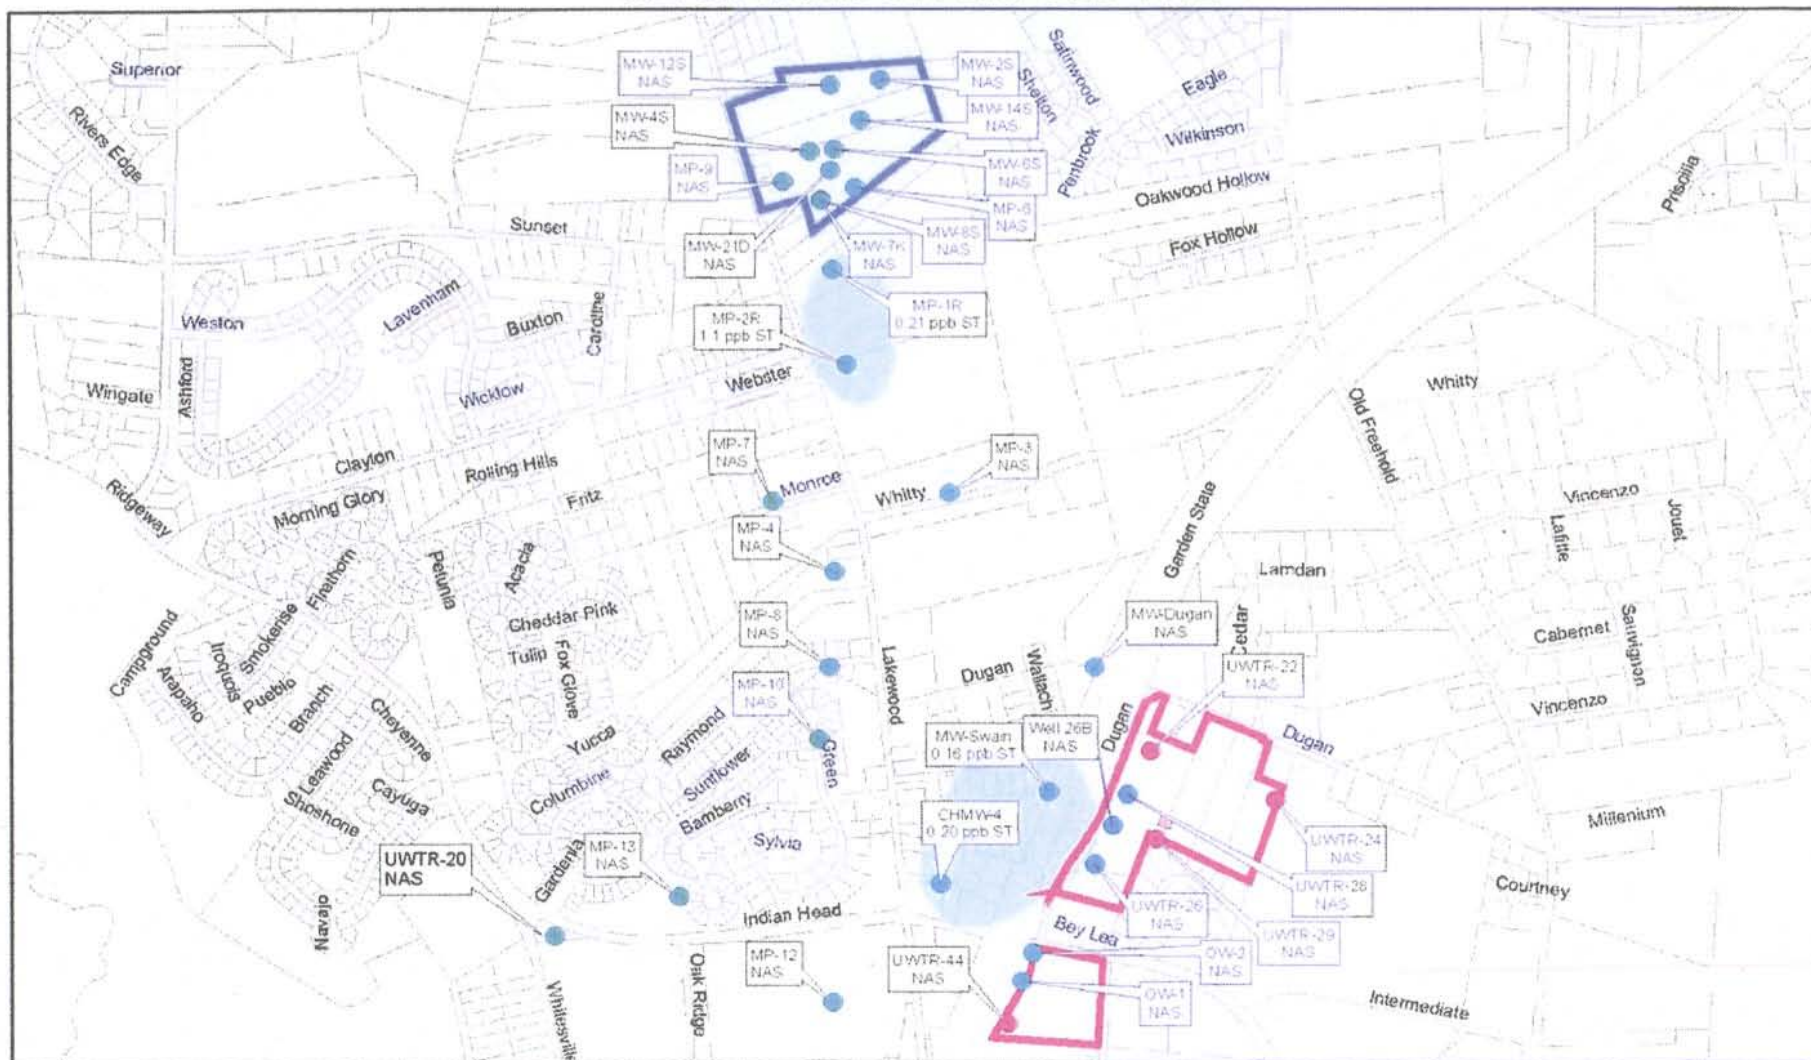 Superior
Rivers Edge
MW-12S
NAS
MW-2S
NAS
Shelton
Satinwood
Eagle
MW-4S
NAS
MW-14S
NAS
Wilkinson
Penbrook
MP-9
NAS
MW-6S
NAS
Oakwood Hollow
Priscilla
MP-6
NAS
Sunset
MW-21D
NAS
MW-7R
NAS
MW-8S
NAS
Fox Hollow
Weston
Lavenham
Buxton
Caroline
MP-2R
1.1 ppb ST
MP-1R
0.21 ppb ST
Wingate
Ashford
Wicklow
Webster
Whitty
Old Freehold
Clayton
Rolling Hills
MP-7
NAS
Monroe
Whitty
MP-3
NAS
Ridgeway
Morning Glory
Fritz
Vincenzo
Jouet
Lafitte
MP-4
NAS
Garden State
Firethorn
Petunia
Acacia
Lamdan
Campground
Smokerise
Cheddar Pink
MP-8
NAS
MW-Dugan
NAS
Cedar
Cabernet
Sauvignon
Arapaho
Iroquois
Pueblo
Branch
Tulip
Fox Glove
Lakewood
Dugan
Wallach
UWTR-22
NAS
Cheyenne
MP-10
NAS
Vincenzo
Leawood
Yucca
Raymond
Green
MW-Swain
0.16 ppb ST
Well 26B
NAS
Dugan
Dugan
Shoshone
Cayuga
Columbine
Sunflower
Bamberry
CHMW-4
0.20 ppb ST
Millenium
Sylvia
UWTR-24
NAS
UWTR-20
NAS
Gardenia
MP-13
NAS
UWTR-28
NAS
Courtney
Navajo
Indian Head
UWTR-26
NAS
UWTR-29
NAS
Bey Lea
MP-12
NAS
UWTR-44
NAS
OW-2
NAS
Whitesville
Oak Ridge
OW-1
NAS
Intermediate